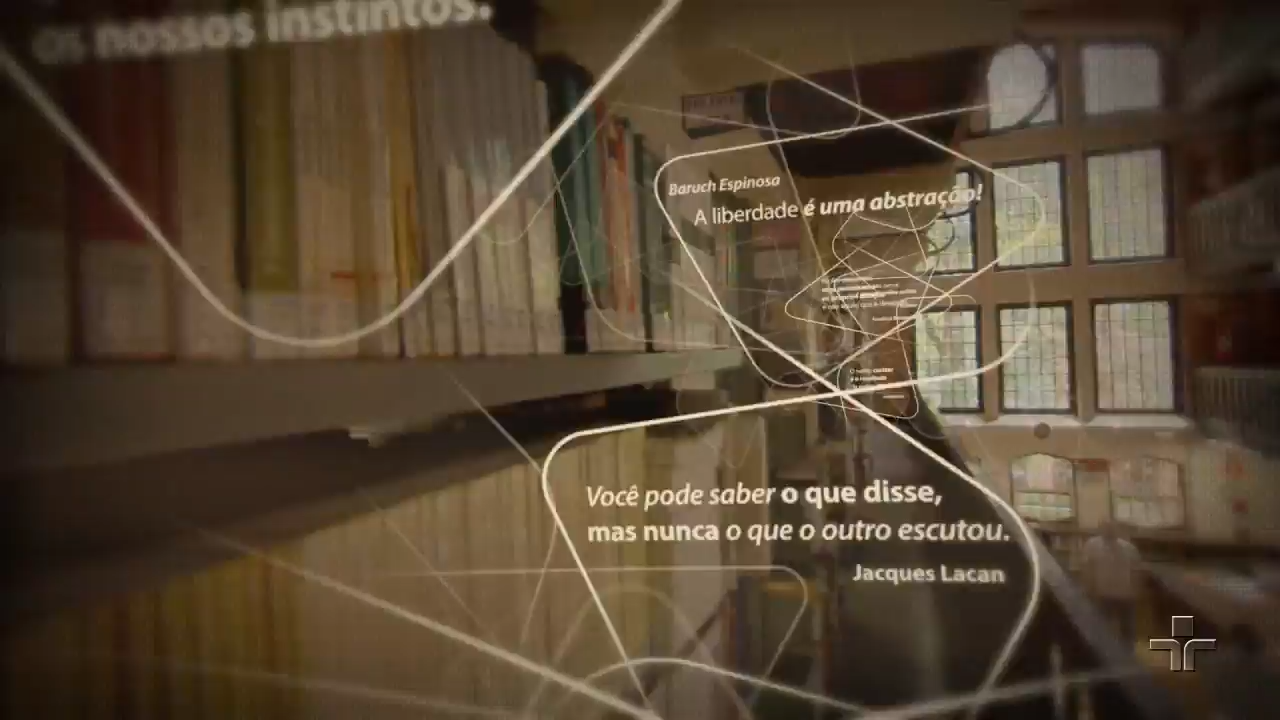 os nossos instintos.
Baruch Espinosa
A liberdade é uma abstração!
Você pode saber o que disse,
mas nunca o que o outro escutou.
Jacques Lacan